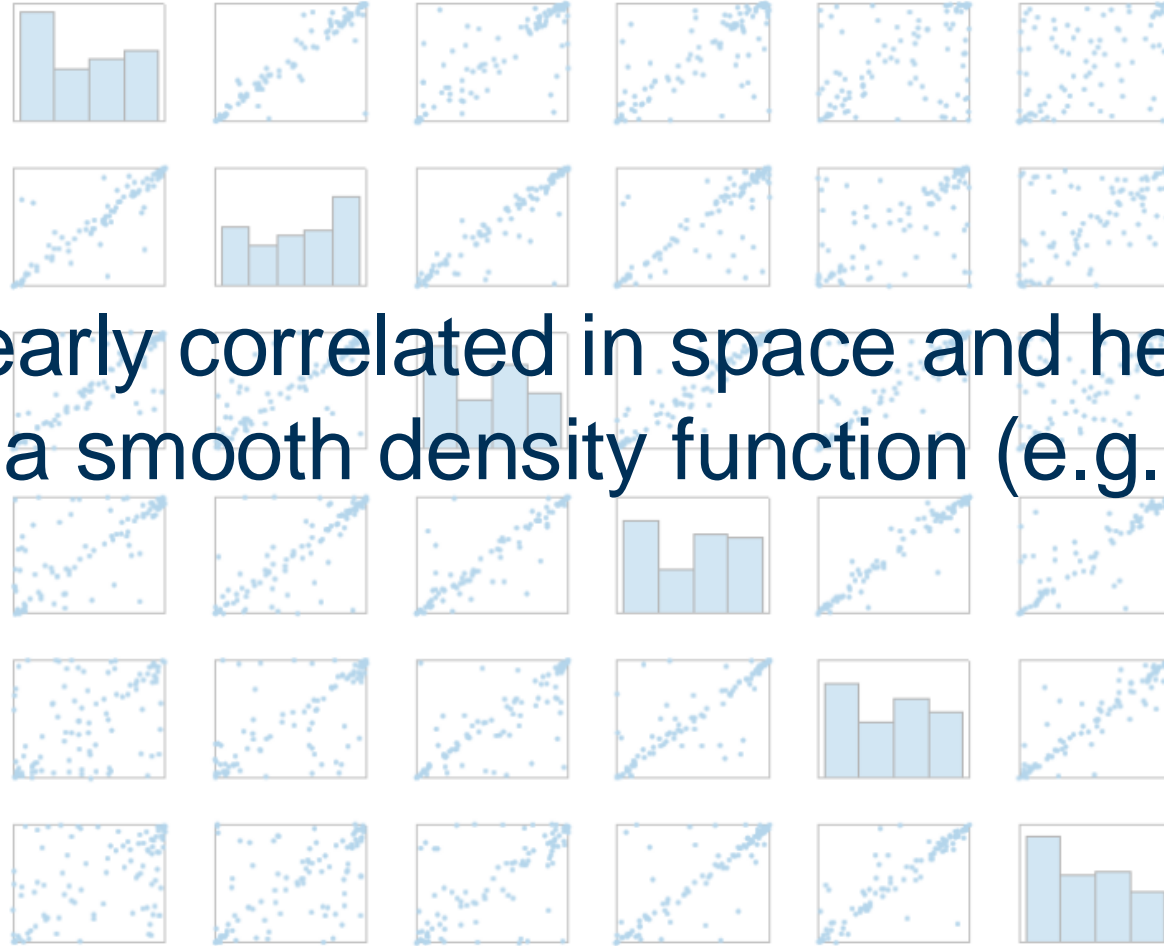 early correlated in space and he
a smooth density function (e.g.